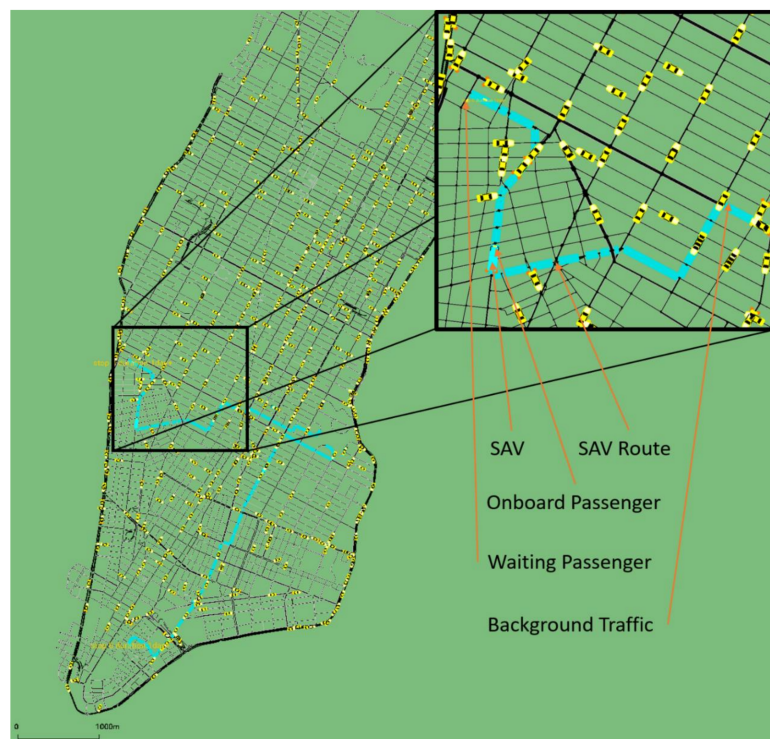 SAV
SAV Route
Onboard Passenger
Waiting Passenger
Background Traffic
0
1000m